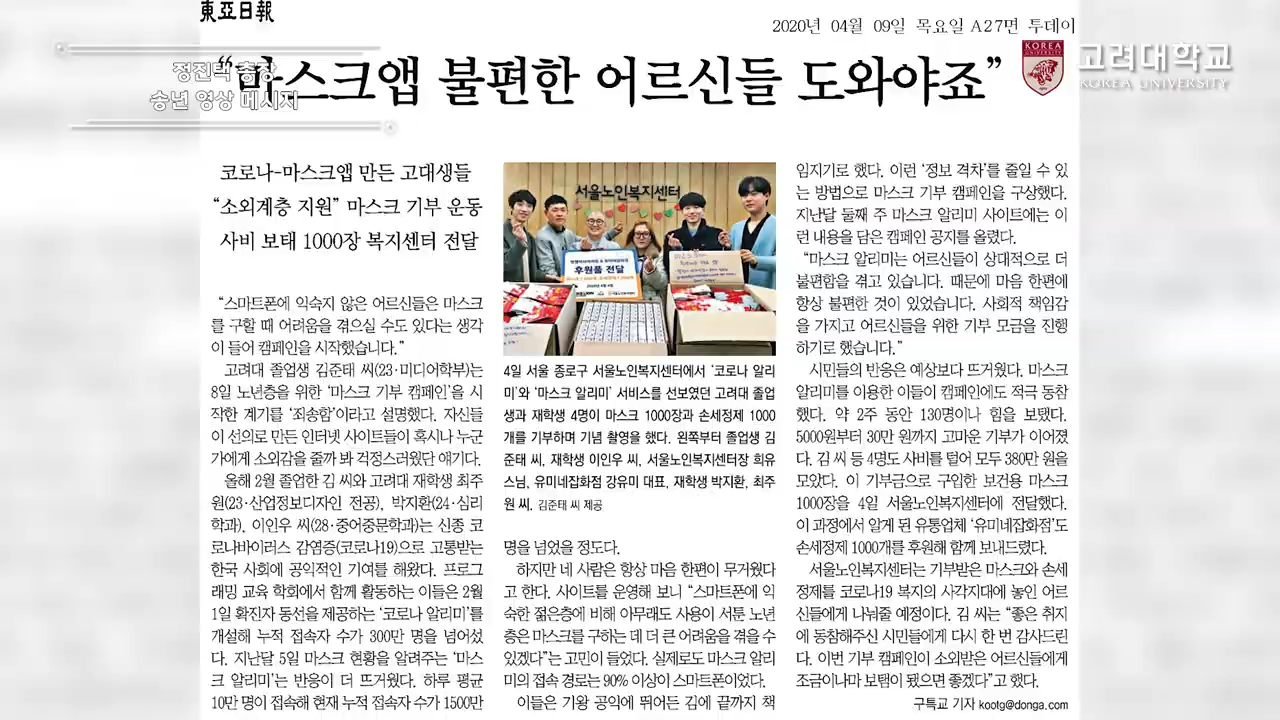 東亞日報
2020년 04월 09일 목요일 A27면 투데이
“마스크앱 불편한 어르신들 도와야죠”
정진택 총장
송년 영상 메시지
KOREA
UNIVERSITY
고려대학교
KOREA UNIVERSITY
코로나-마스크앱 만든 고대생들
“소외계층 지원” 마스크 기부 운동
사비 보태 1000장 복지센터 전달
“스마트폰에 익숙지 않은 어르신들은 마스크
를 구할 때 어려움을 겪으실 수도 있다는 생각
이 들어 캠페인을 시작했습니다.”
고려대 졸업생 김준태 씨(23·미디어학부)는
8일 노년층을 위한 ‘마스크 기부 캠페인’을 시
작한 계기를 ‘죄송함’이라고 설명했다. 자신들
이 선의로 만든 인터넷 사이트들이 혹시나 누군
가에게 소외감을 줄까 봐 걱정스러웠단 얘기다.
올해 2월 졸업한 김 씨와 고려대 재학생 최주
원(23·산업정보디자인 전공), 박지환(24·심리
학과), 이인우 씨(28·중어중문학과)는 신종 코
로나바이러스 감염증(코로나19)으로 고통받는
한국 사회에 공익적인 기여를 해왔다. 프로그
래밍 교육 학회에서 함께 활동하는 이들은 2월
1일 확진자 동선을 제공하는 ‘코로나 알리미’를
개설해 누적 접속자 수가 300만 명을 넘어섰
다. 지난달 5일 마스크 현황을 알려주는 ‘마스
크 알리미’는 반응이 더 뜨거웠다. 하루 평균
10만 명이 접속해 현재 누적 접속자 수가 1500만
서울노인복지센터
후원품 전달
4일 서울 종로구 서울노인복지센터에서 ‘코로나 알리
미’와 ‘마스크 알리미’ 서비스를 선보였던 고려대 졸업
생과 재학생 4명이 마스크 1000장과 손세정제 1000
개를 기부하며 기념 촬영을 했다. 왼쪽부터 졸업생 김
준태 씨, 재학생 이인우 씨, 서울노인복지센터장 희유
스님, 유미네잡화점 강유미 대표, 재학생 박지환, 최주
원 씨. 김준태 씨 제공
명을 넘었을 정도다.
하지만 네 사람은 항상 마음 한편이 무거웠다
고 한다. 사이트를 운영해 보니 “스마트폰에 익
숙한 젊은층에 비해 아무래도 사용이 서툰 노년
층은 마스크를 구하는 데 더 큰 어려움을 겪을 수
있겠다”는 고민이 들었다. 실제로도 마스크 알리
미의 접속 경로는 90% 이상이 스마트폰이었다.
이들은 기왕 공익에 뛰어든 김에 끝까지 책
임지기로 했다. 이런 ‘정보 격차’를 줄일 수 있
는 방법으로 마스크 기부 캠페인을 구상했다.
지난달 둘째 주 마스크 알리미 사이트에는 이
런 내용을 담은 캠페인 공지를 올렸다.
“마스크 알리미는 어르신들이 상대적으로 더
불편함을 겪고 있습니다. 때문에 마음 한편에
항상 불편한 것이 있었습니다. 사회적 책임감
을 가지고 어르신들을 위한 기부 모금을 진행
하기로 했습니다.”
시민들의 반응은 예상보다 뜨거웠다. 마스크
알리미를 이용한 이들이 캠페인에도 적극 동참
했다. 약 2주 동안 130명이나 힘을 보탰다.
5000원부터 30만 원까지 고마운 기부가 이어졌
다. 김 씨 등 4명도 사비를 털어 모두 380만 원을
모았다. 이 기부금으로 구입한 보건용 마스크
1000장을 4일 서울노인복지센터에 전달했다.
이 과정에서 알게 된 유통업체 ‘유미네잡화점’도
손세정제 1000개를 후원해 함께 보내드렸다.
서울노인복지센터는 기부받은 마스크와 손세
정제를 코로나19 복지의 사각지대에 놓인 어르
신들에게 나눠줄 예정이다. 김 씨는 “좋은 취지
에 동참해주신 시민들에게 다시 한 번 감사드린
다. 이번 기부 캠페인이 소외받은 어르신들에게
조금이나마 보탬이 됐으면 좋겠다”고 했다.
구특교 기자 kootg@donga.com